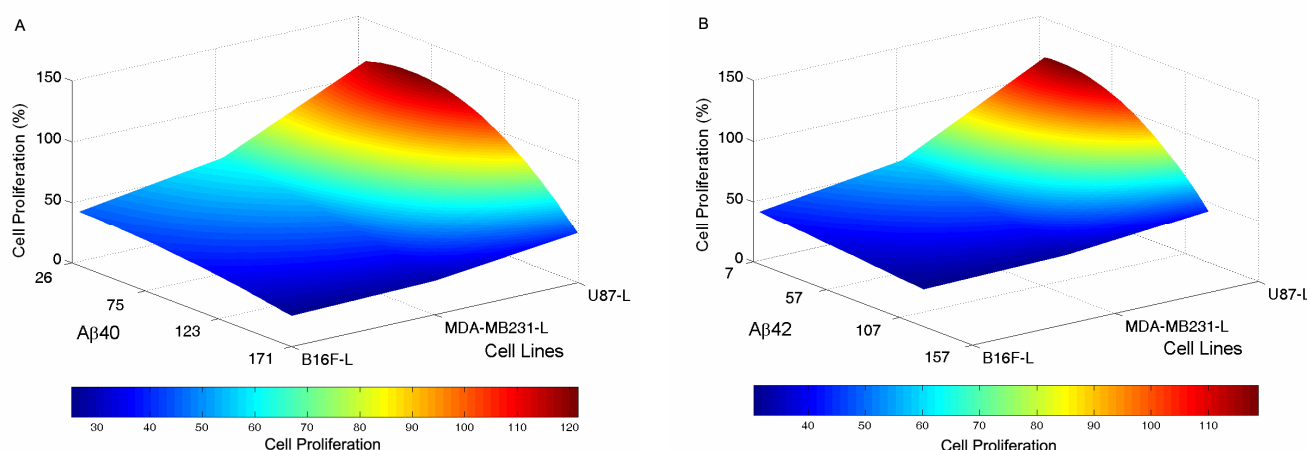 A
Cell Proliferation (%)
150
100
50
0
26
75
123
171
Aβ40
B16F-L
MDA-MB231-L
U87-L
Cell Lines
30 40 50 60 70 80 90 100 110 120
Cell Proliferation
B
Cell Proliferation (%)
150
100
50
0
7
57
107
157
Aβ42
B16F-L
MDA-MB231-L
U87-L
Cell Lines
40 50 60 70 80 90 100 110
Cell Proliferation